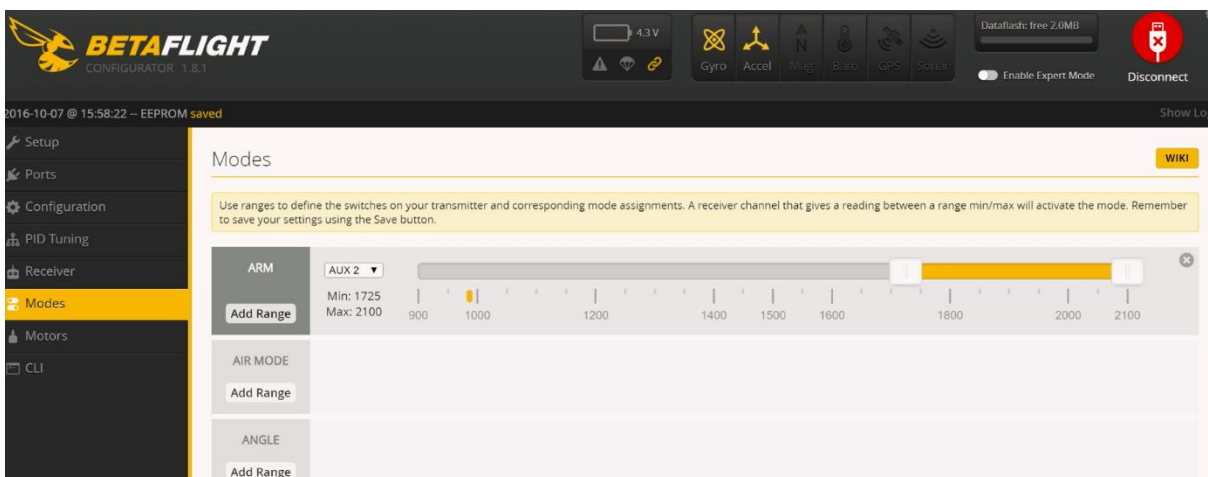 BETAFLIGHT
CONFIGURATOR 1.8.1
4.3 V
Gyro Accel Mag Baro GPS Sonar
Dataflash: free 2.0MB
Enable Expert Mode
Disconnect
2016-10-07 @ 15:58:22 -- EEPROM saved
Show Lo
Setup
Ports
Configuration
PID Tuning
Receiver
Modes
Motors
CLI
Modes
WIKI
Use ranges to define the switches on your transmitter and corresponding mode assignments. A receiver channel that gives a reading between a range min/max will activate the mode. Remember
to save your settings using the Save button.
ARM
Add Range
AUX 2
Min: 1725
Max: 2100
900 1000 1200 1400 1500 1600 1800 2000 2100
AIR MODE
Add Range
ANGLE
Add Range